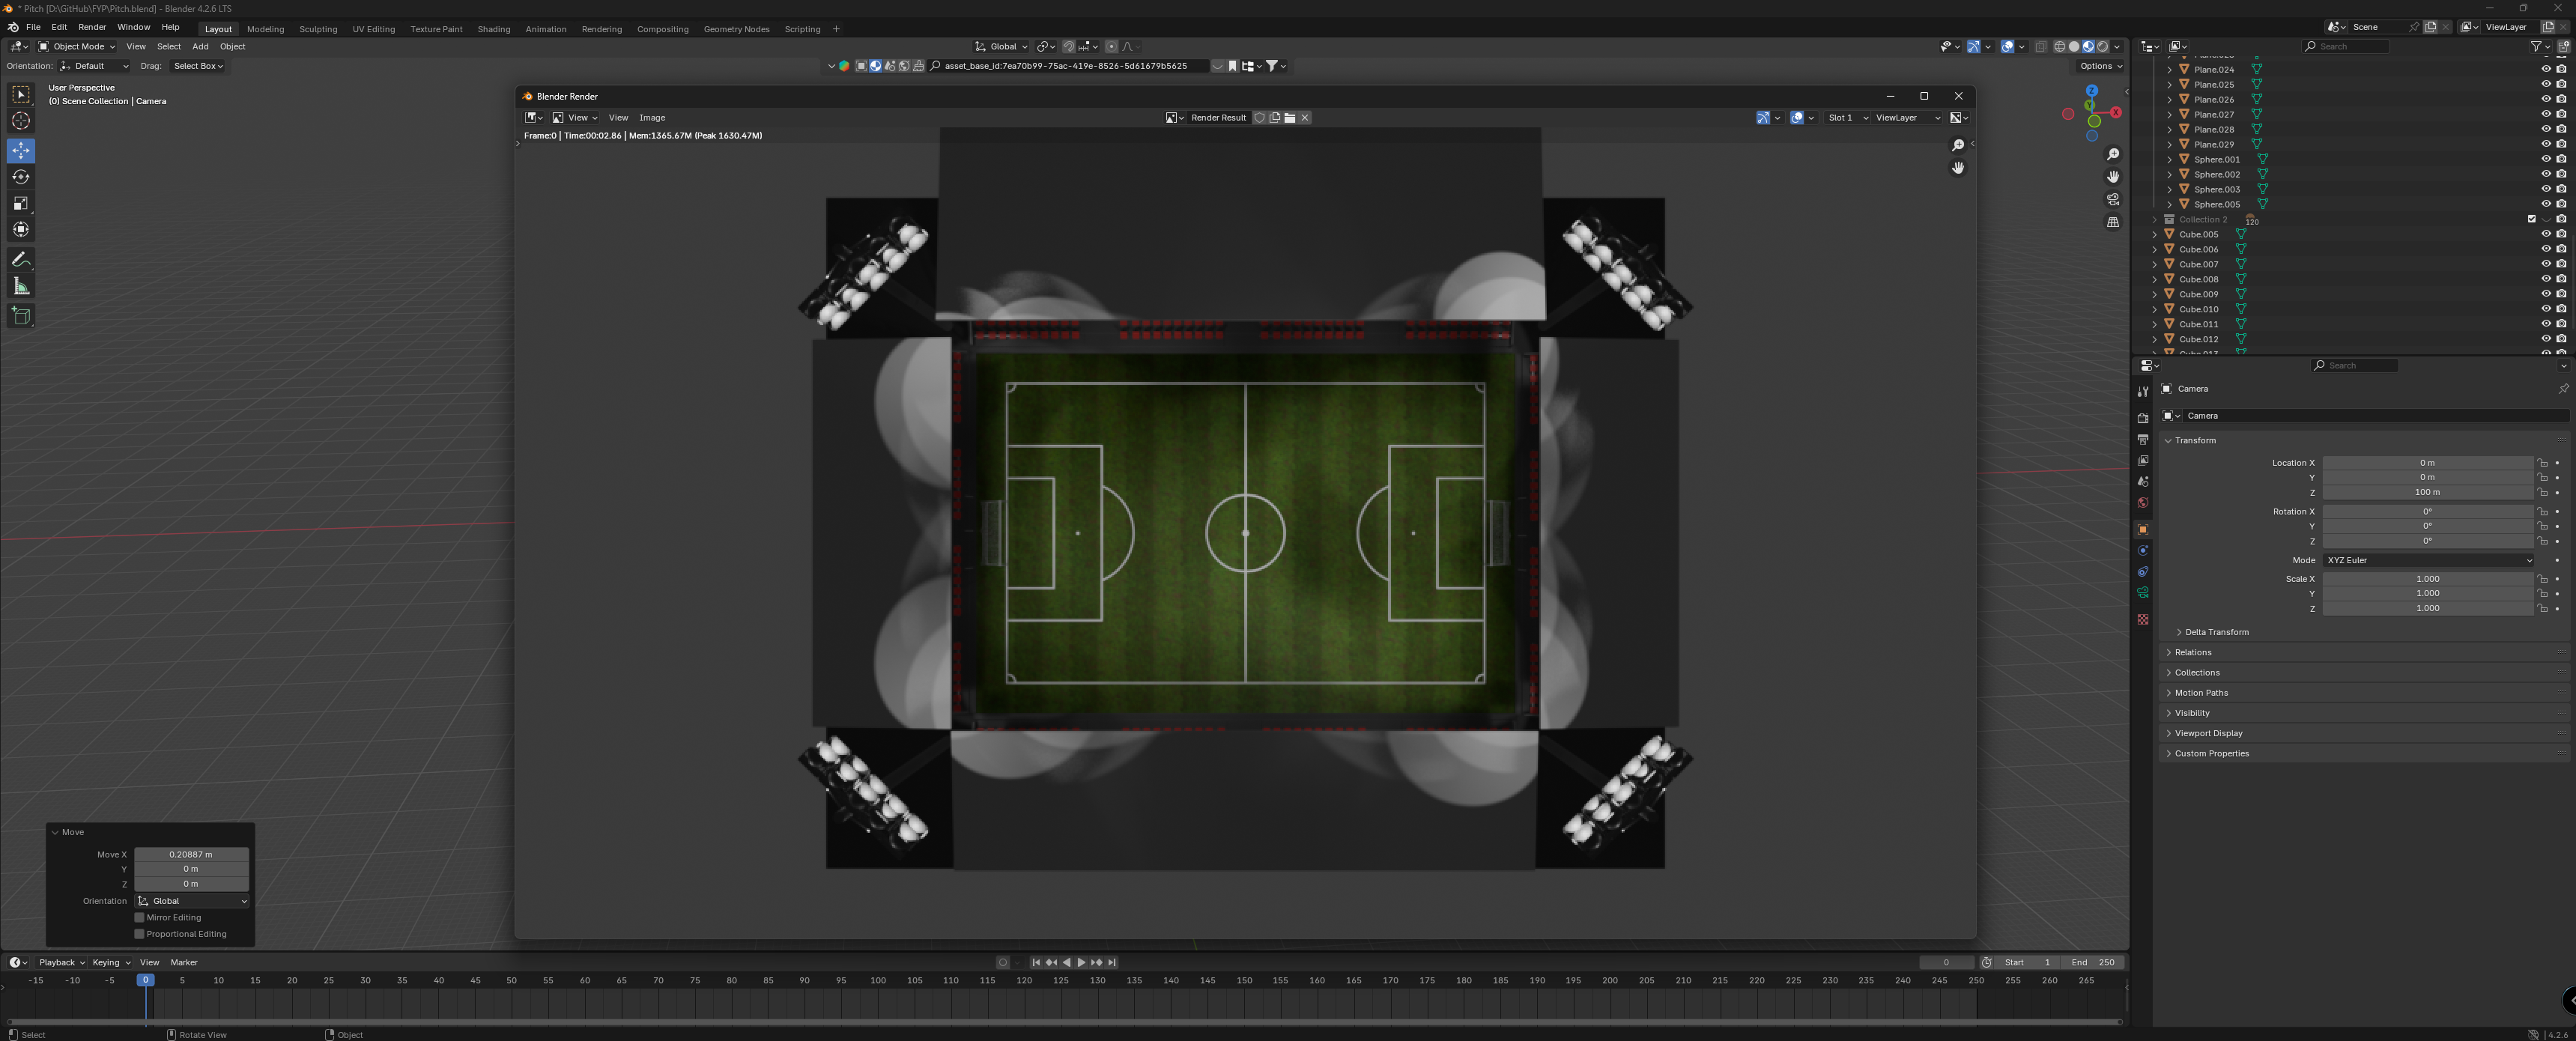 * Pitch [D:\GitHub\FYP\Pitch.blend] - Blender 4.2.6 LTS
File Edit Render Window Help Layout Modeling Sculpting UV Editing Texture Paint Shading Animation Rendering Compositing Geometry Nodes Scripting + Scene ViewLayer
Object Mode View Select Add Object Global Search
Orientation: Default Drag: Select Box asset_base_id:7ea70b99-75ac-419e-8526-5d61679b5625 Options
User Perspective
(0) Scene Collection | Camera
Blender Render
View View Image Render Result Slot 1 ViewLayer
Frame:0 | Time:00:02.86 | Mem:1365.67M (Peak 1630.47M)
Z
Y
X
Plane.024
Plane.025
Plane.026
Plane.027
Plane.028
Plane.029
Sphere.001
Sphere.002
Sphere.003
Sphere.005
Collection 2 120
Cube.005
Cube.006
Cube.007
Cube.008
Cube.009
Cube.010
Cube.011
Cube.012
Search
Camera
Camera
Transform
Location X 0 m
Y 0 m
Z 100 m
Rotation X 0°
Y 0°
Z 0°
Mode XYZ Euler
Scale X 1.000
Y 1.000
Z 1.000
Delta Transform
Relations
Collections
Motion Paths
Visibility
Viewport Display
Custom Properties
Move
Move X 0.20887 m
Y 0 m
Z 0 m
Orientation Global
Mirror Editing
Proportional Editing
Playback Keying View Marker 0 Start 1 End 250
-15 -10 -5 0 5 10 15 20 25 30 35 40 45 50 55 60 65 70 75 80 85 90 95 100 105 110 115 120 125 130 135 140 145 150 155 160 165 170 175 180 185 190 195 200 205 210 215 220 225 230 235 240 245 250 255 260 265
Select Rotate View Object 4.2.6